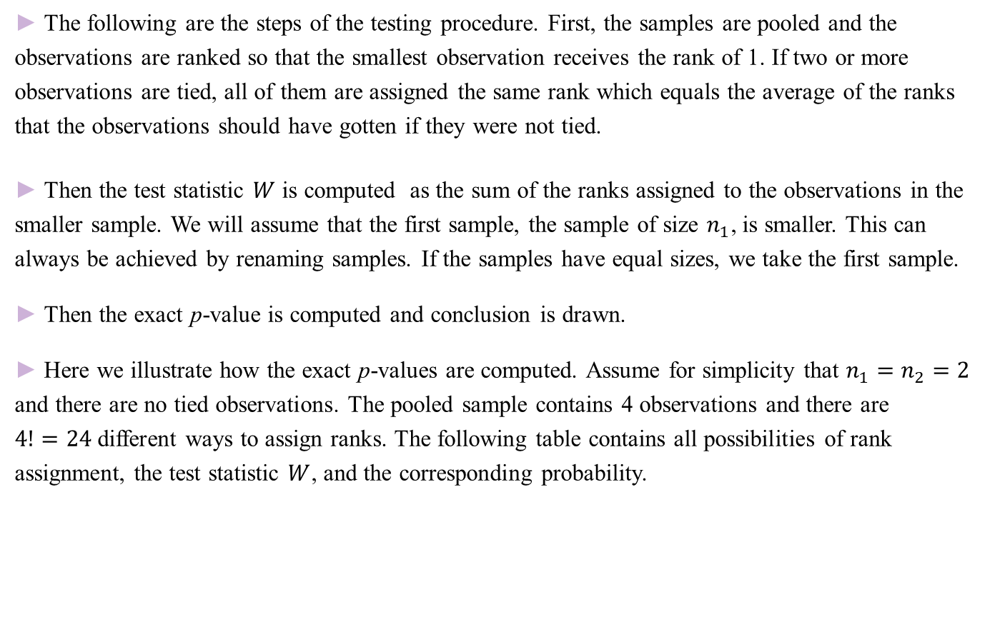 ▶ The following are the steps of the testing procedure. First, the samples are pooled and the
observations are ranked so that the smallest observation receives the rank of 1. If two or more
observations are tied, all of them are assigned the same rank which equals the average of the ranks
that the observations should have gotten if they were not tied.
▶ Then the test statistic W is computed as the sum of the ranks assigned to the observations in the
smaller sample. We will assume that the first sample, the sample of size n₁, is smaller. This can
always be achieved by renaming samples. If the samples have equal sizes, we take the first sample.
▶ Then the exact p-value is computed and conclusion is drawn.
▶ Here we illustrate how the exact p-values are computed. Assume for simplicity that n₁ = n₂ = 2
and there are no tied observations. The pooled sample contains 4 observations and there are
4! = 24 different ways to assign ranks. The following table contains all possibilities of rank
assignment, the test statistic W, and the corresponding probability.